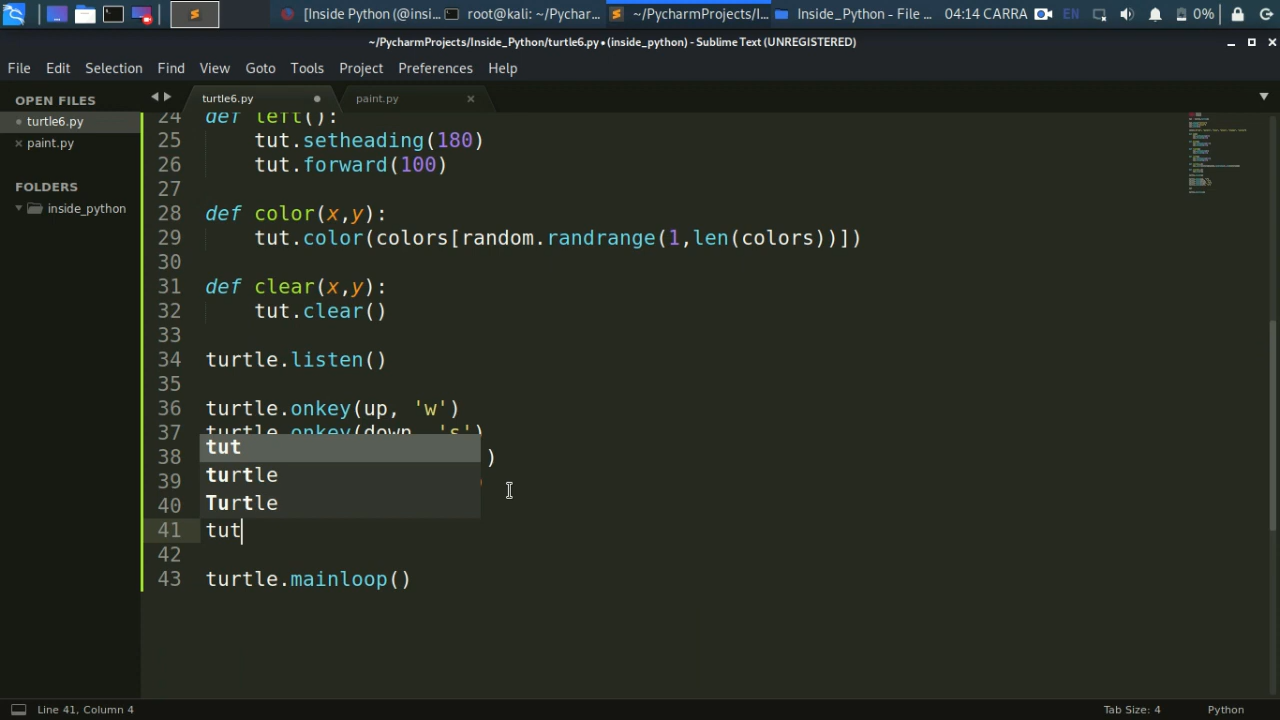 [Inside Python (@insi... root@kali: ~/Pychar... ~/PycharmProjects/I... Inside_Python - File ... 04:14 CARRA EN 0%
~/PycharmProjects/Inside_Python/turtle6.py • (inside_python) - Sublime Text (UNREGISTERED)
File Edit Selection Find View Goto Tools Project Preferences Help
OPEN FILES
turtle6.py
paint.py
FOLDERS
inside_python
turtle6.py paint.py
24 def left():
25 tut.setheading(180)
26 tut.forward(100)
27
28 def color(x,y):
29 tut.color(colors[random.randrange(1,len(colors))])
30
31 def clear(x,y):
32 tut.clear()
33
34 turtle.listen()
35
36 turtle.onkey(up, 'w')
37 turtle.onkey(down, 's')
38 )
39
40
41 tut
42
43 turtle.mainloop()
tut
turtle
Turtle
Line 41, Column 4 Tab Size: 4 Python